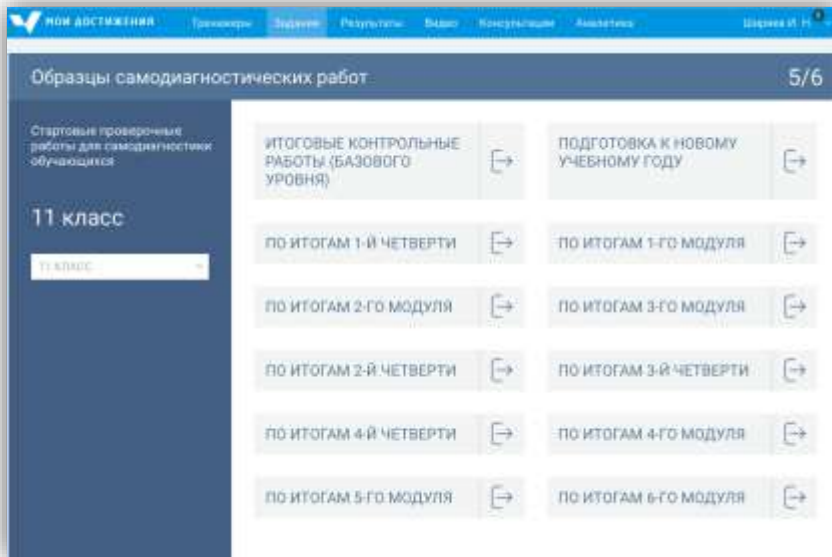 МОИ ДОСТИЖЕНИЯ Тренажеры Задания Результаты Видео Консультации Аналитика
Образцы самодиагностических работ 5/6
Стартовые проверочные
работы для самодиагностики
обучающихся
11 класс
11 КЛАСС
ИТОГОВЫЕ КОНТРОЛЬНЫЕ
РАБОТЫ (БАЗОВОГО
УРОВНЯ)
ПОДГОТОВКА К НОВОМУ
УЧЕБНОМУ ГОДУ
ПО ИТОГАМ 1-Й ЧЕТВЕРТИ
ПО ИТОГАМ 1-ГО МОДУЛЯ
ПО ИТОГАМ 2-ГО МОДУЛЯ
ПО ИТОГАМ 3-ГО МОДУЛЯ
ПО ИТОГАМ 2-Й ЧЕТВЕРТИ
ПО ИТОГАМ 3-Й ЧЕТВЕРТИ
ПО ИТОГАМ 4-Й ЧЕТВЕРТИ
ПО ИТОГАМ 4-ГО МОДУЛЯ
ПО ИТОГАМ 5-ГО МОДУЛЯ
ПО ИТОГАМ 6-ГО МОДУЛЯ